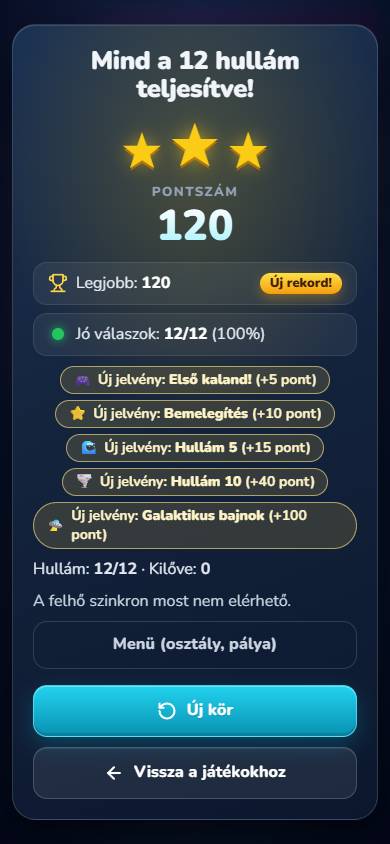 Mind a 12 hullám
teljesítve!
PONTSZÁM
120
Legjobb: 120
Új rekord!
Jó válaszok: 12/12 (100%)
Új jelvény: Első kaland! (+5 pont)
Új jelvény: Bemelegítés (+10 pont)
Új jelvény: Hullám 5 (+15 pont)
Új jelvény: Hullám 10 (+40 pont)
Új jelvény: Galaktikus bajnok (+100
pont)
Hullám: 12/12 · Kilőve: 0
A felhő szinkron most nem elérhető.
Menü (osztály, pálya)
Új kör
Vissza a játékokhoz